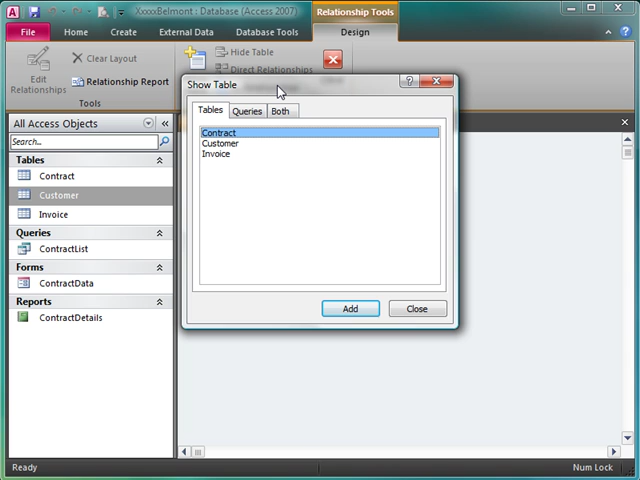 XxxxxBelmont : Database (Access 2007)
Relationship Tools
File
Home
Create
External Data
Database Tools
Design
Edit
Relationships
Clear Layout
Relationship Report
Tools
Hide Table
Direct Relationships
Show Table
Tables
Queries
Both
Contract
Customer
Invoice
Add
Close
All Access Objects
Search...
Tables
Contract
Customer
Invoice
Queries
ContractList
Forms
ContractData
Reports
ContractDetails
Ready
Num Lock